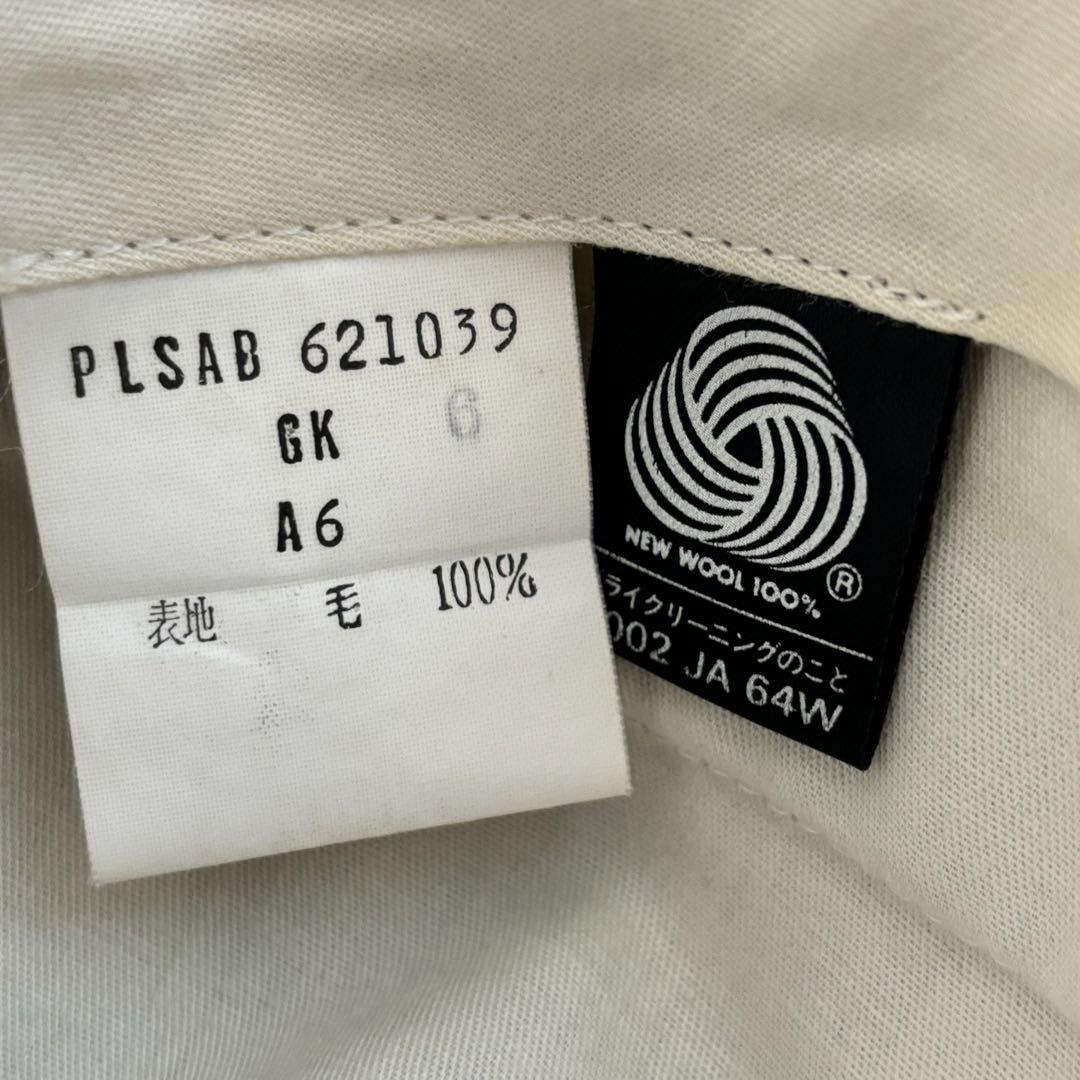 PLSAB 621039
GK 6
A6
表地 毛 100%
NEW WOOL 100%
®
ライクリーニングのこと
002 JA 64W